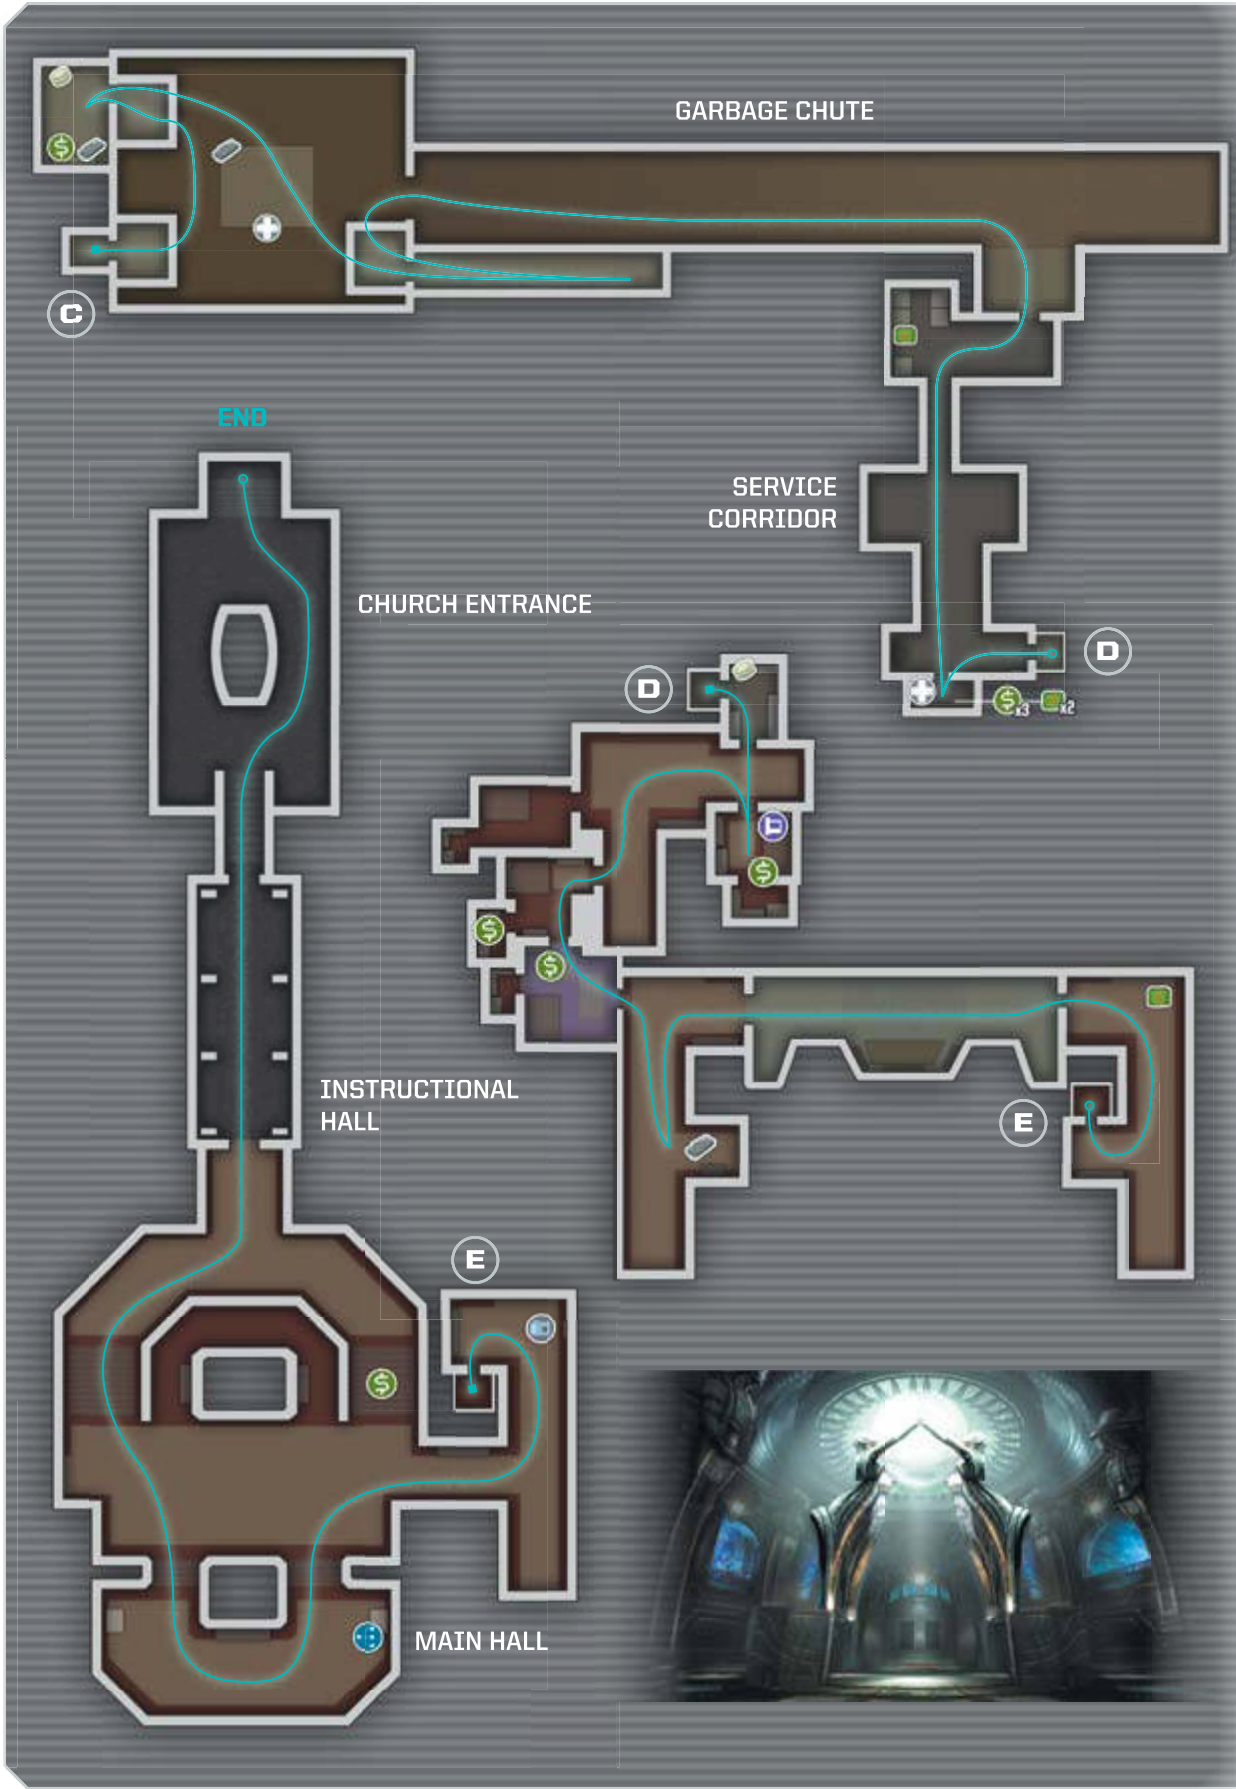 GARBAGE CHUTE
C
END
SERVICE
CORRIDOR
CHURCH ENTRANCE
D
D
$
$
x3
x2
$
$
$
INSTRUCTIONAL
HALL
E
E
$
MAIN HALL